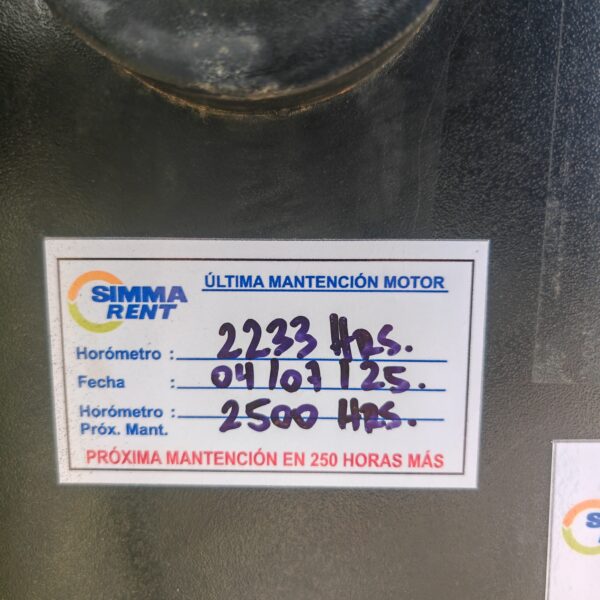 SIMMA
RENT
ÚLTIMA MANTENCIÓN MOTOR
Horómetro : 2233 Hrs.
Fecha : 04/07/25.
Horómetro : 2500 Hrs.
Próx. Mant.
PRÓXIMA MANTENCIÓN EN 250 HORAS MÁS